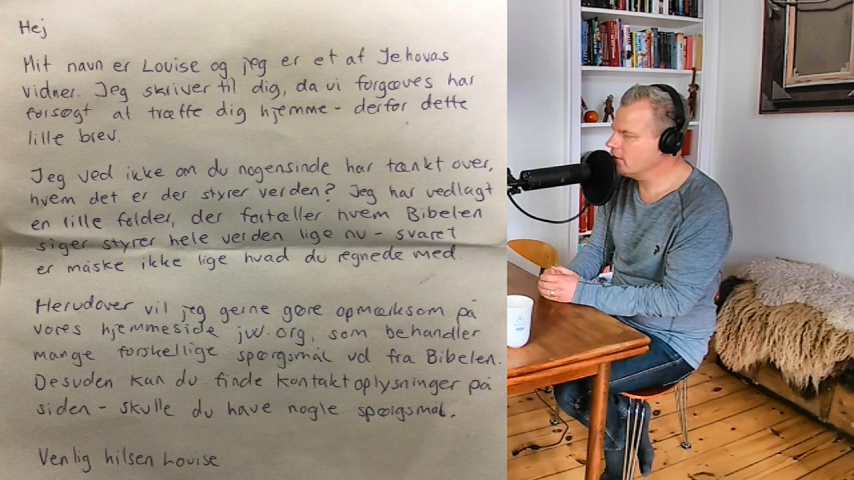 Hej
Mit navn er Louise og jeg er et af Jehovas
vidner. Jeg skriver til dig, da vi forgæves har
forsøgt at træffe dig hjemme - derfor dette
lille brev.
Jeg ved ikke om du nogensinde har tænkt over,
hvem det er der styrer verden? Jeg har vedlagt
en lille folder, der fortæller hvem Bibelen
siger styrer hele verden lige nu - svaret
er måske ikke lige hvad du regnede med.
Herudover vil jeg gerne gøre opmærksom på
vores hjemmeside jw.org, som behandler
mange forskellige spørgsmål ud fra Bibelen.
Desuden kan du finde kontaktoplysninger på
siden - skulle du have nogle spørgsmål.
Venlig hilsen Louise